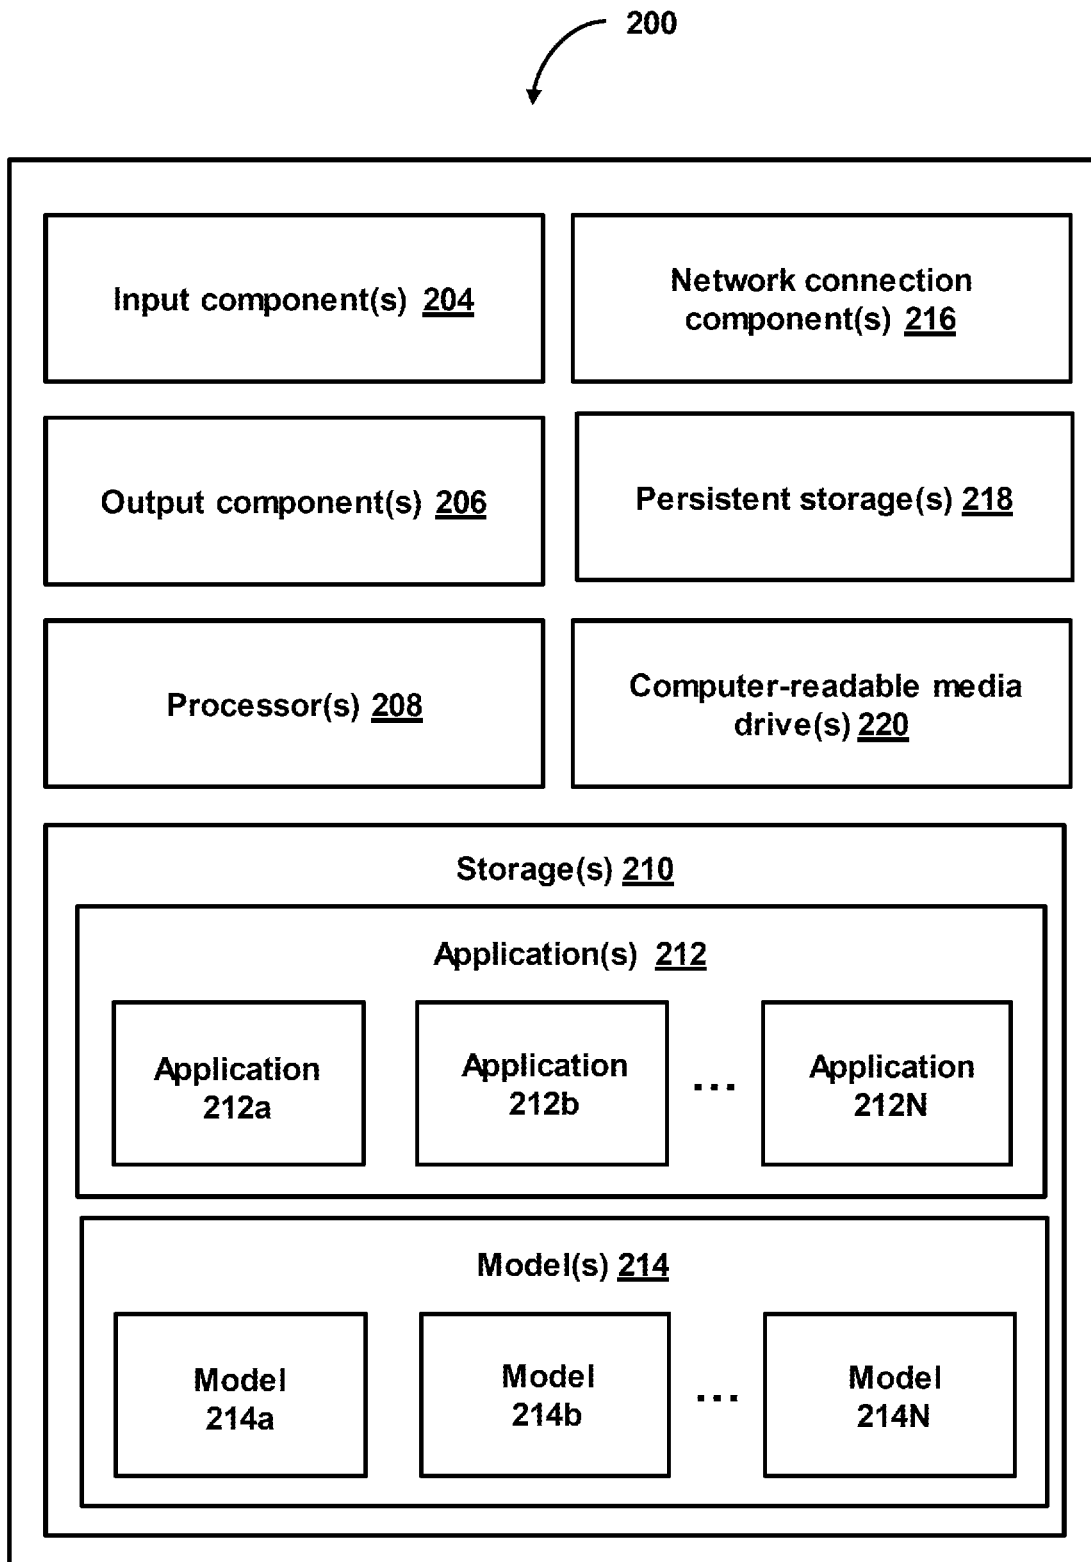 200
Input component(s) 204
Network connection
component(s) 216
Output component(s) 206
Persistent storage(s) 218
Processor(s) 208
Computer-readable media
drive(s) 220
Storage(s) 210
Application(s) 212
Application
212a
Application
212b
...
Application
212N
Model(s) 214
Model
214a
Model
214b
...
Model
214N